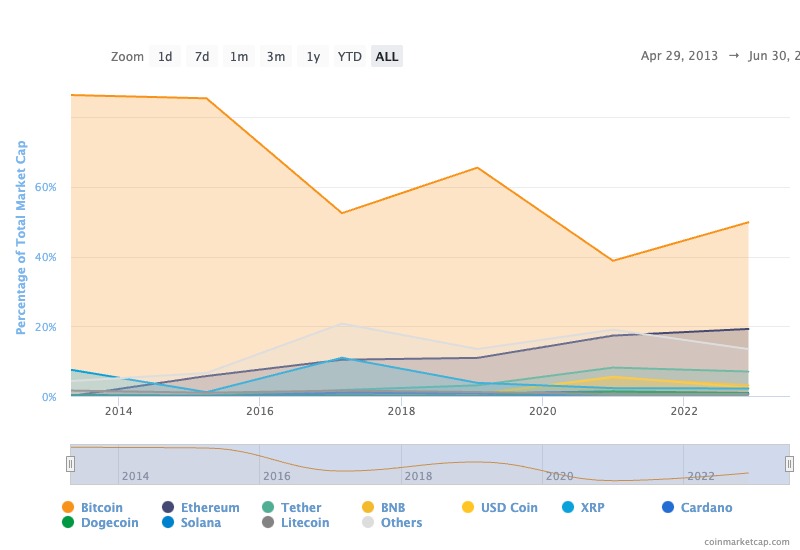 Zoom 1d 7d 1m 3m 1y YTD ALL Apr 29, 2013 → Jun 30, 2
Percentage of Total Market Cap
60%
40%
20%
0%
2014 2016 2018 2020 2022
2014 2016 2018 2020 2022
Bitcoin Ethereum Tether BNB USD Coin XRP Cardano
Dogecoin Solana Litecoin Others
coinmarketcap.com